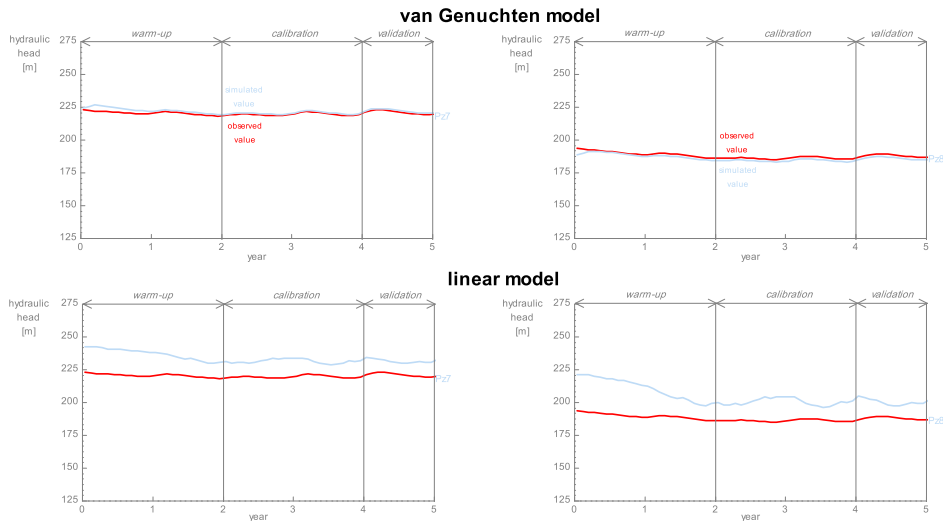 van Genuchten model
hydraulic
head
[m]
275
250
225
200
175
150
125
warm-up
calibration
validation
simulated
value
observed
value
Pz7
0
1
2
3
4
5
year
hydraulic
head
[m]
275
250
225
200
175
150
125
warm-up
calibration
validation
observed
value
simulated
value
Pz8
0
1
2
3
4
5
year
linear model
hydraulic
head
[m]
275
250
225
200
175
150
125
warm-up
calibration
validation
Pz7
0
1
2
3
4
5
year
hydraulic
head
[m]
275
250
225
200
175
150
125
warm-up
calibration
validation
Pz8
0
1
2
3
4
5
year